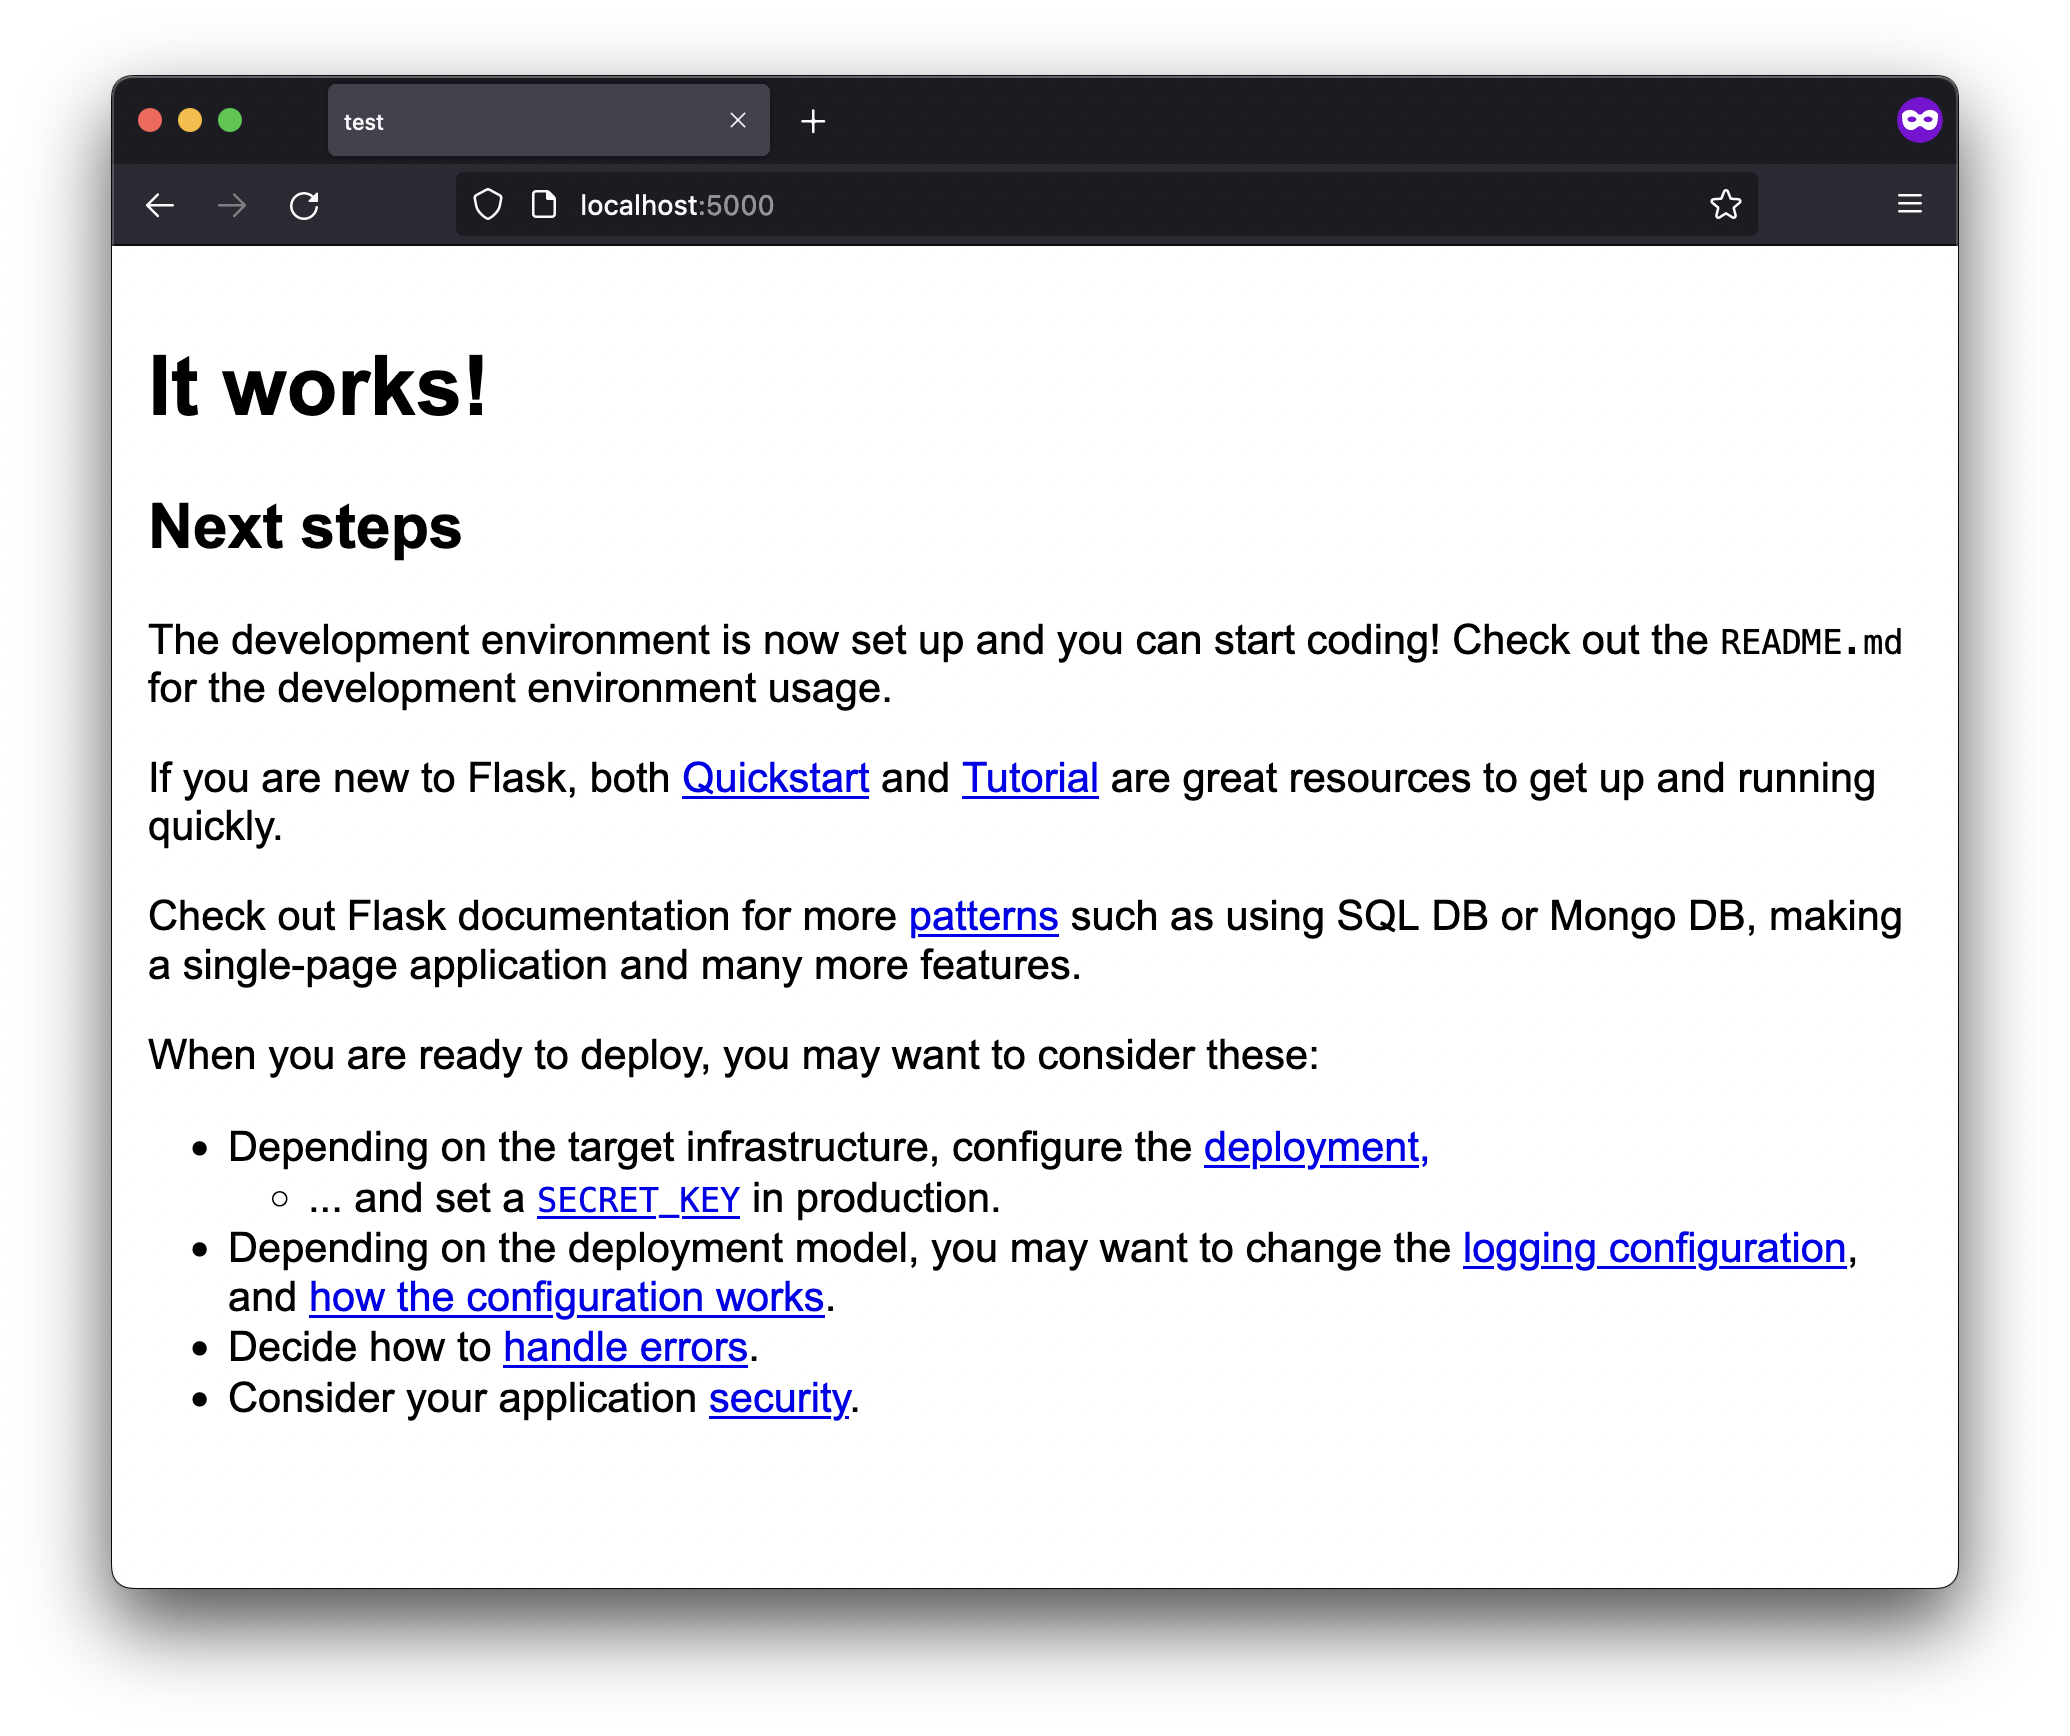 test
localhost:5000
It works!
Next steps
The development environment is now set up and you can start coding! Check out the README.md
for the development environment usage.
If you are new to Flask, both Quickstart and Tutorial are great resources to get up and running
quickly.
Check out Flask documentation for more patterns such as using SQL DB or Mongo DB, making
a single-page application and many more features.
When you are ready to deploy, you may want to consider these:
• Depending on the target infrastructure, configure the deployment,
◦ ... and set a SECRET_KEY in production.
• Depending on the deployment model, you may want to change the logging configuration,
and how the configuration works.
• Decide how to handle errors.
• Consider your application security.